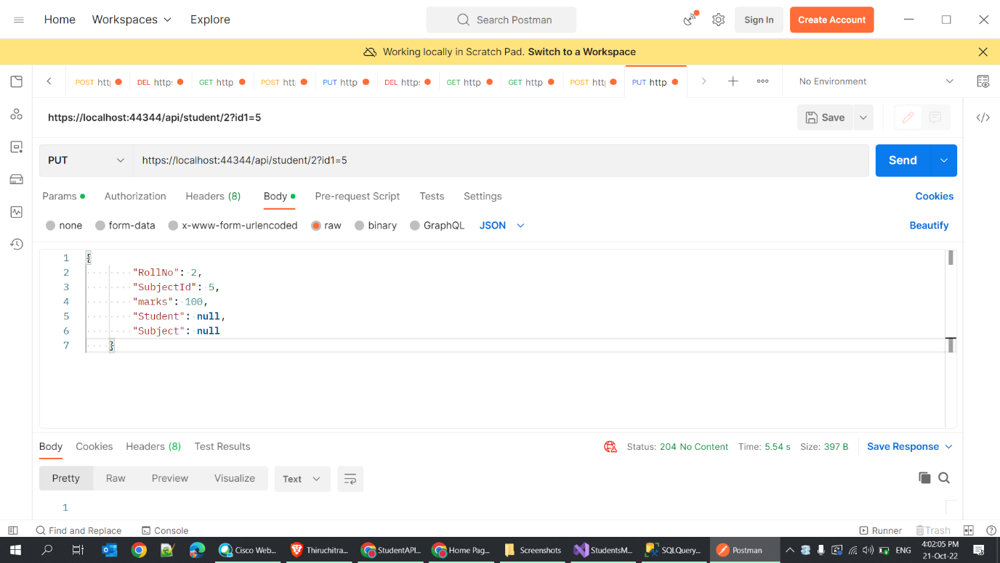 Home Workspaces Explore Search Postman Sign In Create Account
Working locally in Scratch Pad. Switch to a Workspace
POST htt DEL http: GET http POST htt PUT http DEL http: GET http GET http POST htt PUT http No Environment
https://localhost:44344/api/student/2?id1=5 Save
PUT https://localhost:44344/api/student/2?id1=5 Send
Params Authorization Headers (8) Body Pre-request Script Tests Settings Cookies
none form-data x-www-form-urlencoded raw binary GraphQL JSON Beautify
1 {
2 "RollNo": 2,
3 "SubjectId": 5,
4 "marks": 100,
5 "Student": null,
6 "Subject": null
7 }
Body Cookies Headers (8) Test Results Status: 204 No Content Time: 5.54 s Size: 397 B Save Response
Pretty Raw Preview Visualize Text
1
Find and Replace Console Runner Trash
Cisco Web... Thiruchitra... StudentAPI... Home Pag... Screenshots StudentsM... SQLQuery... Postman ENG 4:02:05 PM
21-Oct-22